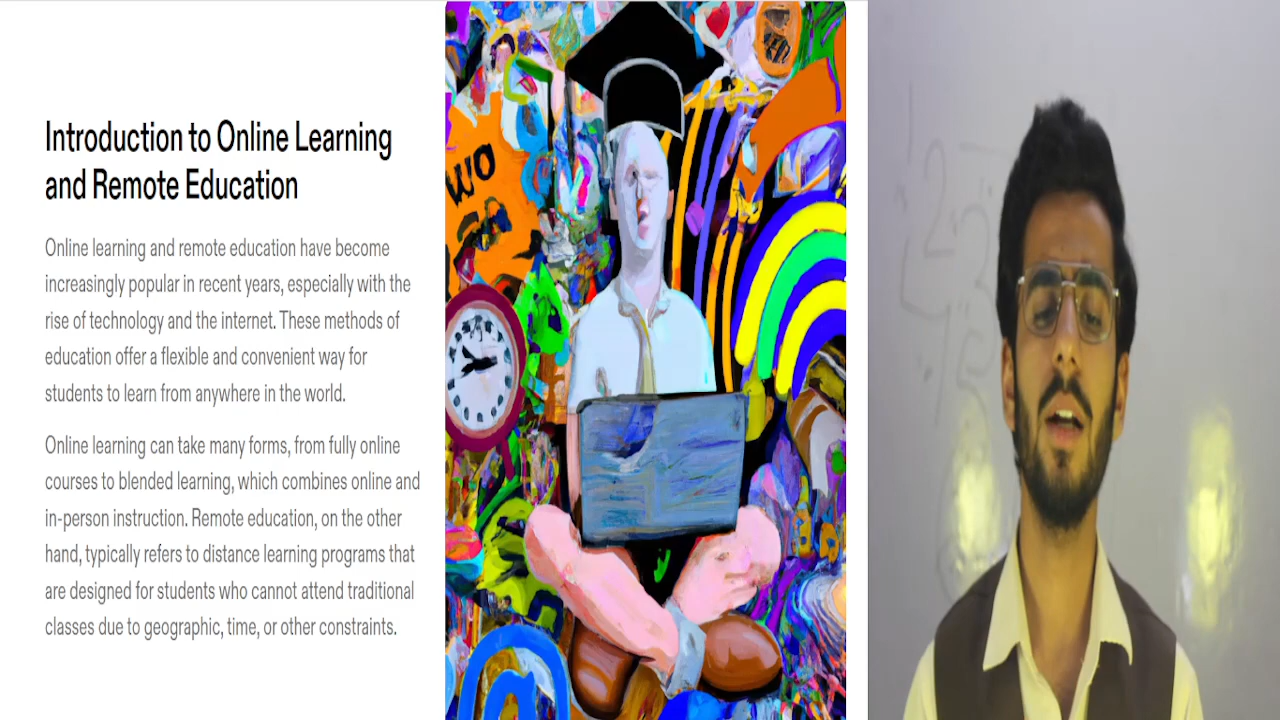 Introduction to Online Learning
and Remote Education
Online learning and remote education have become
increasingly popular in recent years, especially with the
rise of technology and the internet. These methods of
education offer a flexible and convenient way for
students to learn from anywhere in the world.
Online learning can take many forms, from fully online
courses to blended learning, which combines online and
in-person instruction. Remote education, on the other
hand, typically refers to distance learning programs that
are designed for students who cannot attend traditional
classes due to geographic, time, or other constraints.
WO